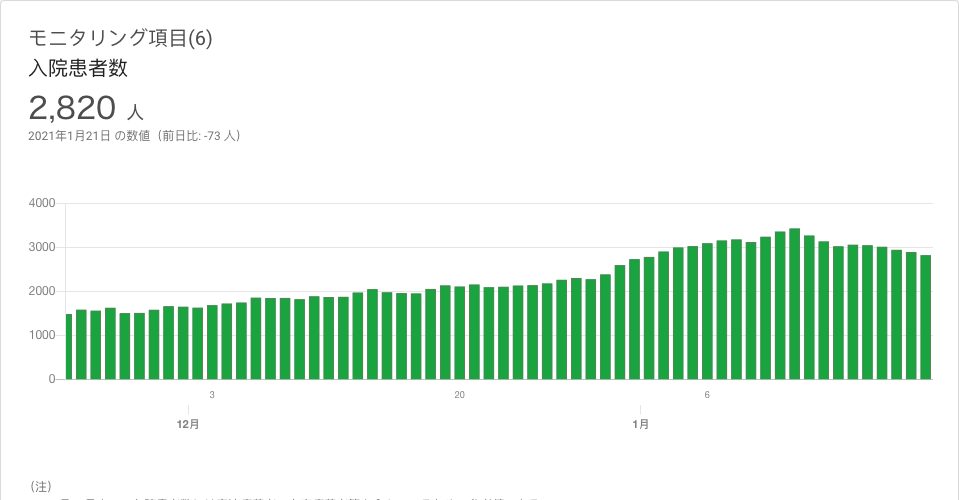 モニタリング項目(6)
入院患者数
2,820 人
2021年1月21日 の数値（前日比: -73 人）
4000
3000
2000
1000
0
3
20
6
12月
1月
（注）